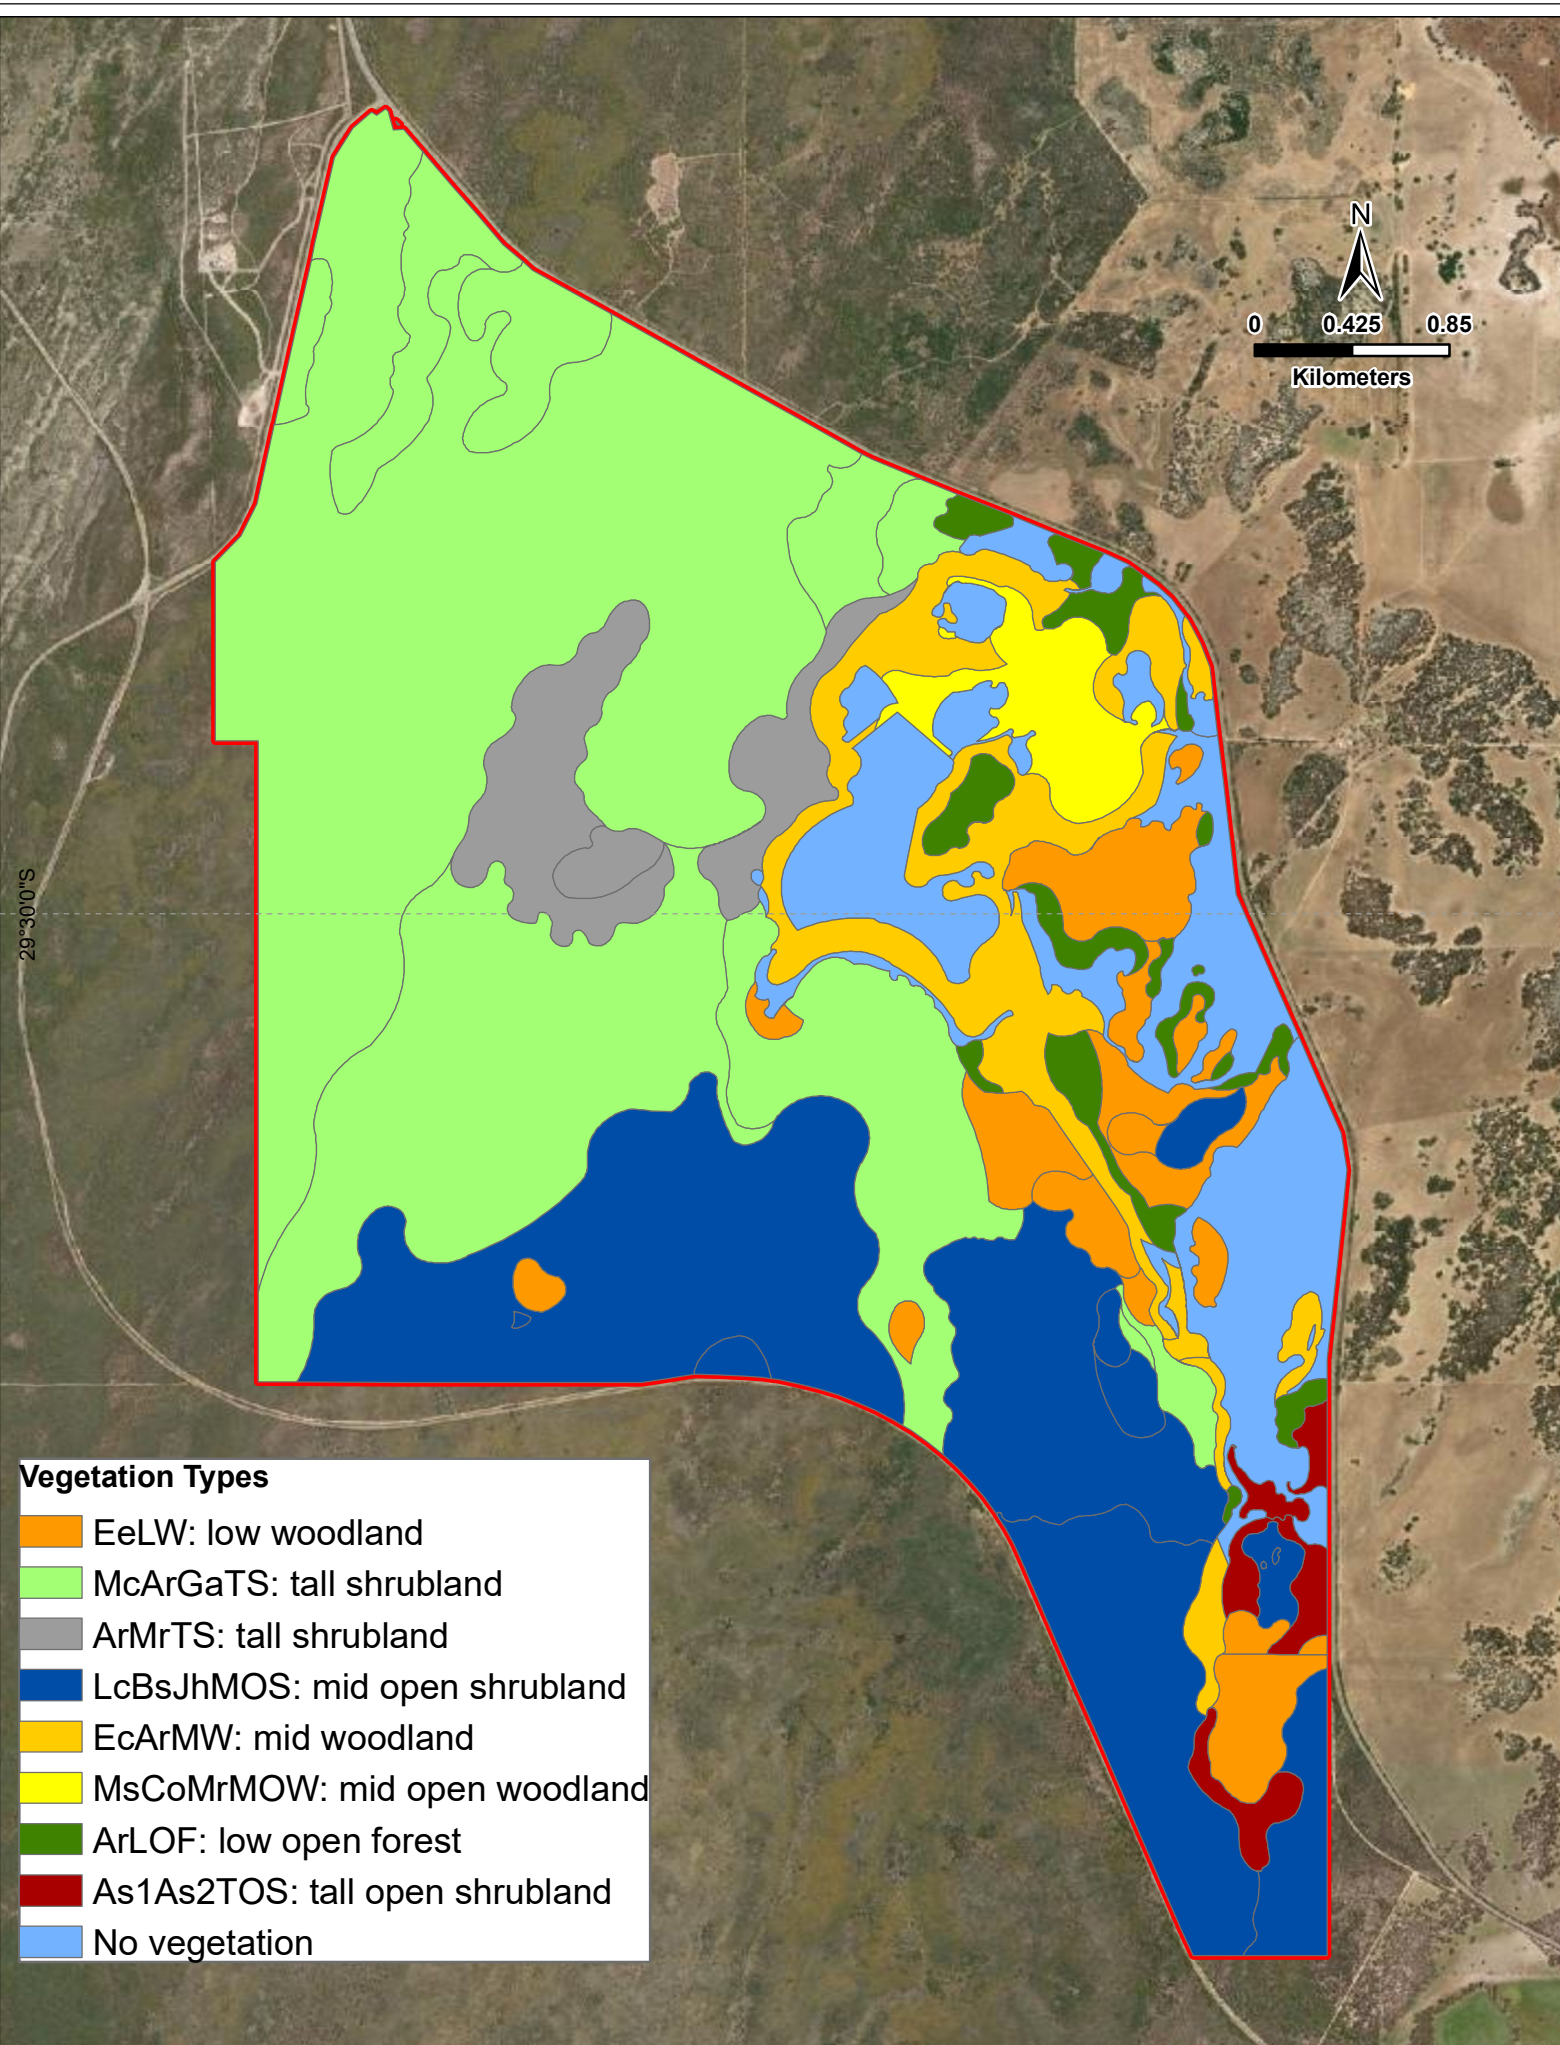 N
0 0.425 0.85
Kilometers
29°30'0"S
Vegetation Types
EeLW: low woodland
McArGaTS: tall shrubland
ArMrTS: tall shrubland
LcBsJhMOS: mid open shrubland
EcArMW: mid woodland
MsCoMrMOW: mid open woodland
ArLOF: low open forest
As1As2TOS: tall open shrubland
No vegetation